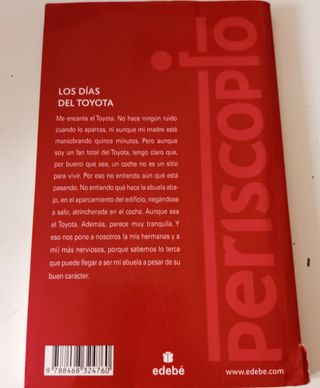 periscopio
LOS DÍAS
DEL TOYOTA
Me encanta el Toyota. No hace ningún ruido
cuando lo aparcas, ni aunque mi madre esté
maniobrando quince minutos. Pero aunque
soy un fan total del Toyota, tengo claro que,
por bueno que sea, un coche no es un sitio
para vivir. Por eso no entiendo aún qué está
pasando. No entiendo qué hace la abuela aba-
jo, en el aparcamiento del edificio, negándose
a salir, atrincherada en el coche. Aunque sea
el Toyota. Además, parece muy tranquila. Y
eso nos pone a nosotros (a mis hermanas y a
mí) más nerviosos, porque sabemos lo terca
que puede llegar a ser mi abuela a pesar de su
buen carácter.
9 788468 324760
edebé
www.edebe.com